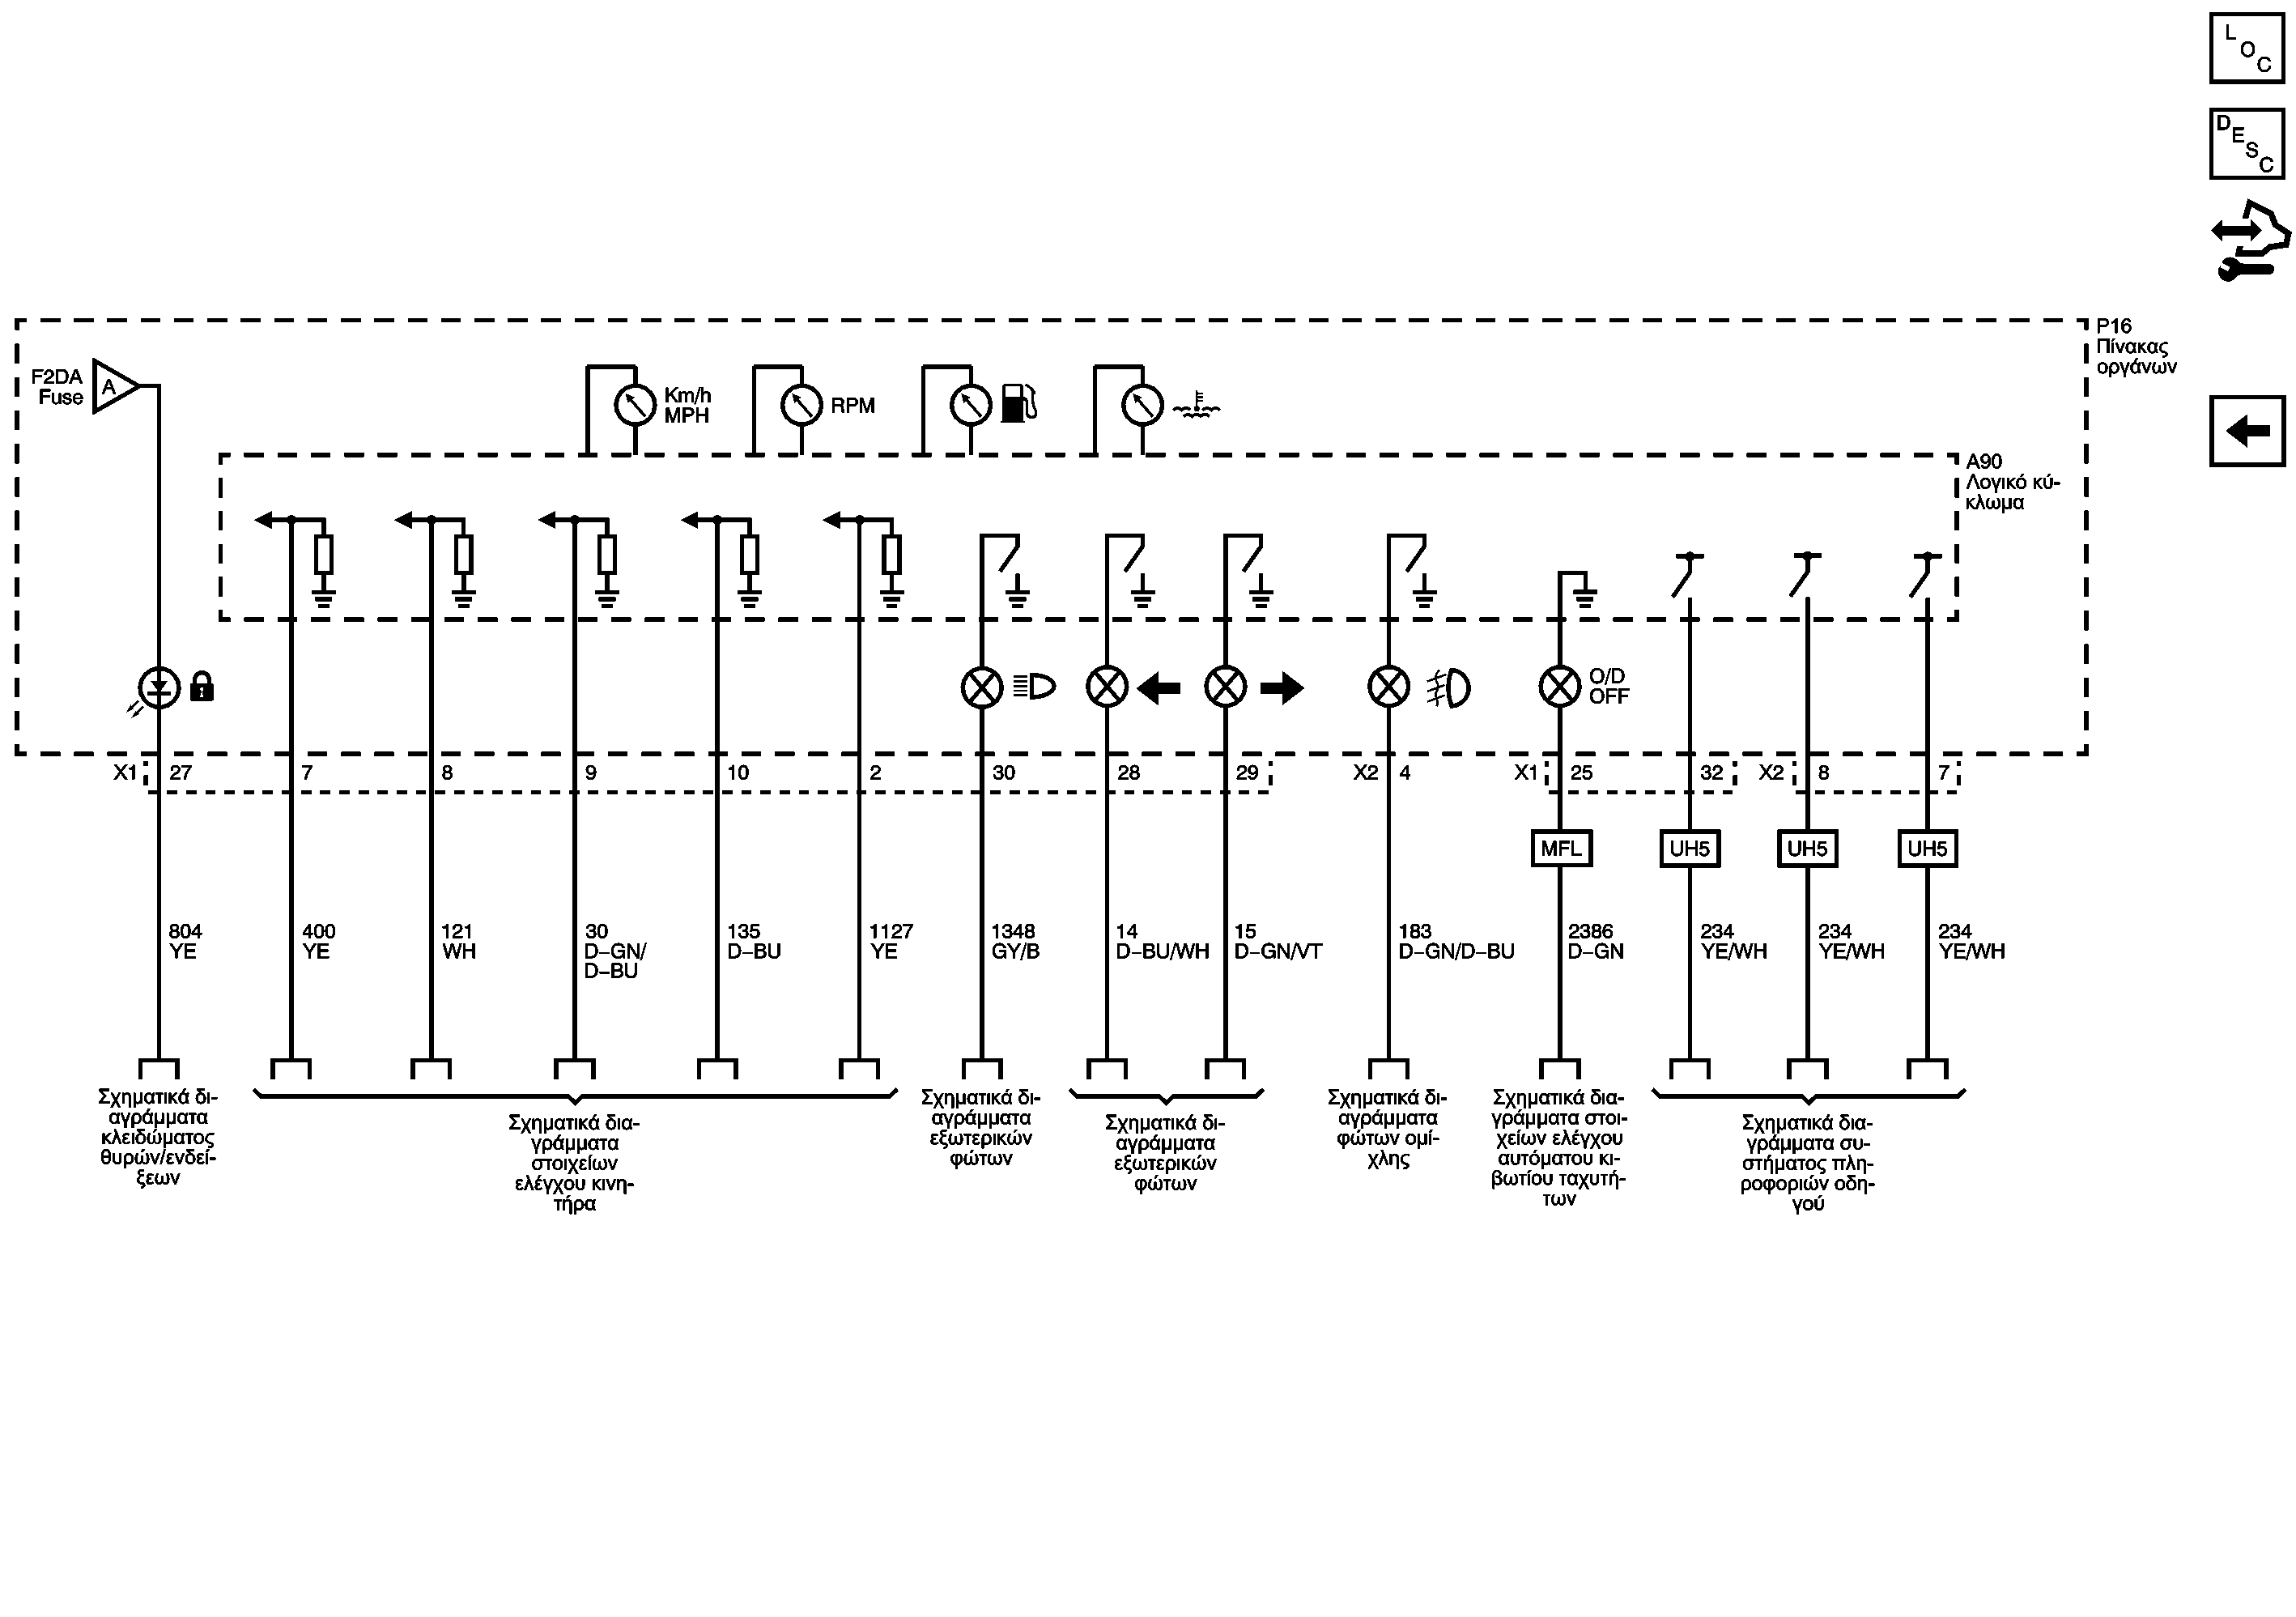 L
O
C
D
E
S
C
P16
Πίνακας
οργάνων
F2DA
Fuse
A
Km/h
MPH
RPM
A90
Λογικό κύ-
κλωμα
O/D
OFF
X1 27 7 8 9 10 2 30 28 29 X2 4 X1 25 32 X2 8 7
MFL UH5 UH5 UH5
804
YE
400
YE
121
WH
30
D–GN/
D–BU
135
D–BU
1127
YE
1348
GY/B
14
D–BU/WH
15
D–GN/VT
183
D–GN/D–BU
2386
D–GN
234
YE/WH
234
YE/WH
234
YE/WH
Σχηματικά δι-
αγράμματα
κλειδώματος
θυρών/ενδεί-
ξεων
Σχηματικά δια-
γράμματα
στοιχείων
ελέγχου κινη-
τήρα
Σχηματικά δι-
αγράμματα
εξωτερικών
φώτων
Σχηματικά δι-
αγράμματα
εξωτερικών
φώτων
Σχηματικά δι-
αγράμματα
φώτων ομί-
χλης
Σχηματικά δια-
γράμματα στοι-
χείων ελέγχου
αυτόματου κι-
βωτίου ταχυτή-
των
Σχηματικά δια-
γράμματα συ-
στήματος πλη-
ροφοριών οδη-
γού